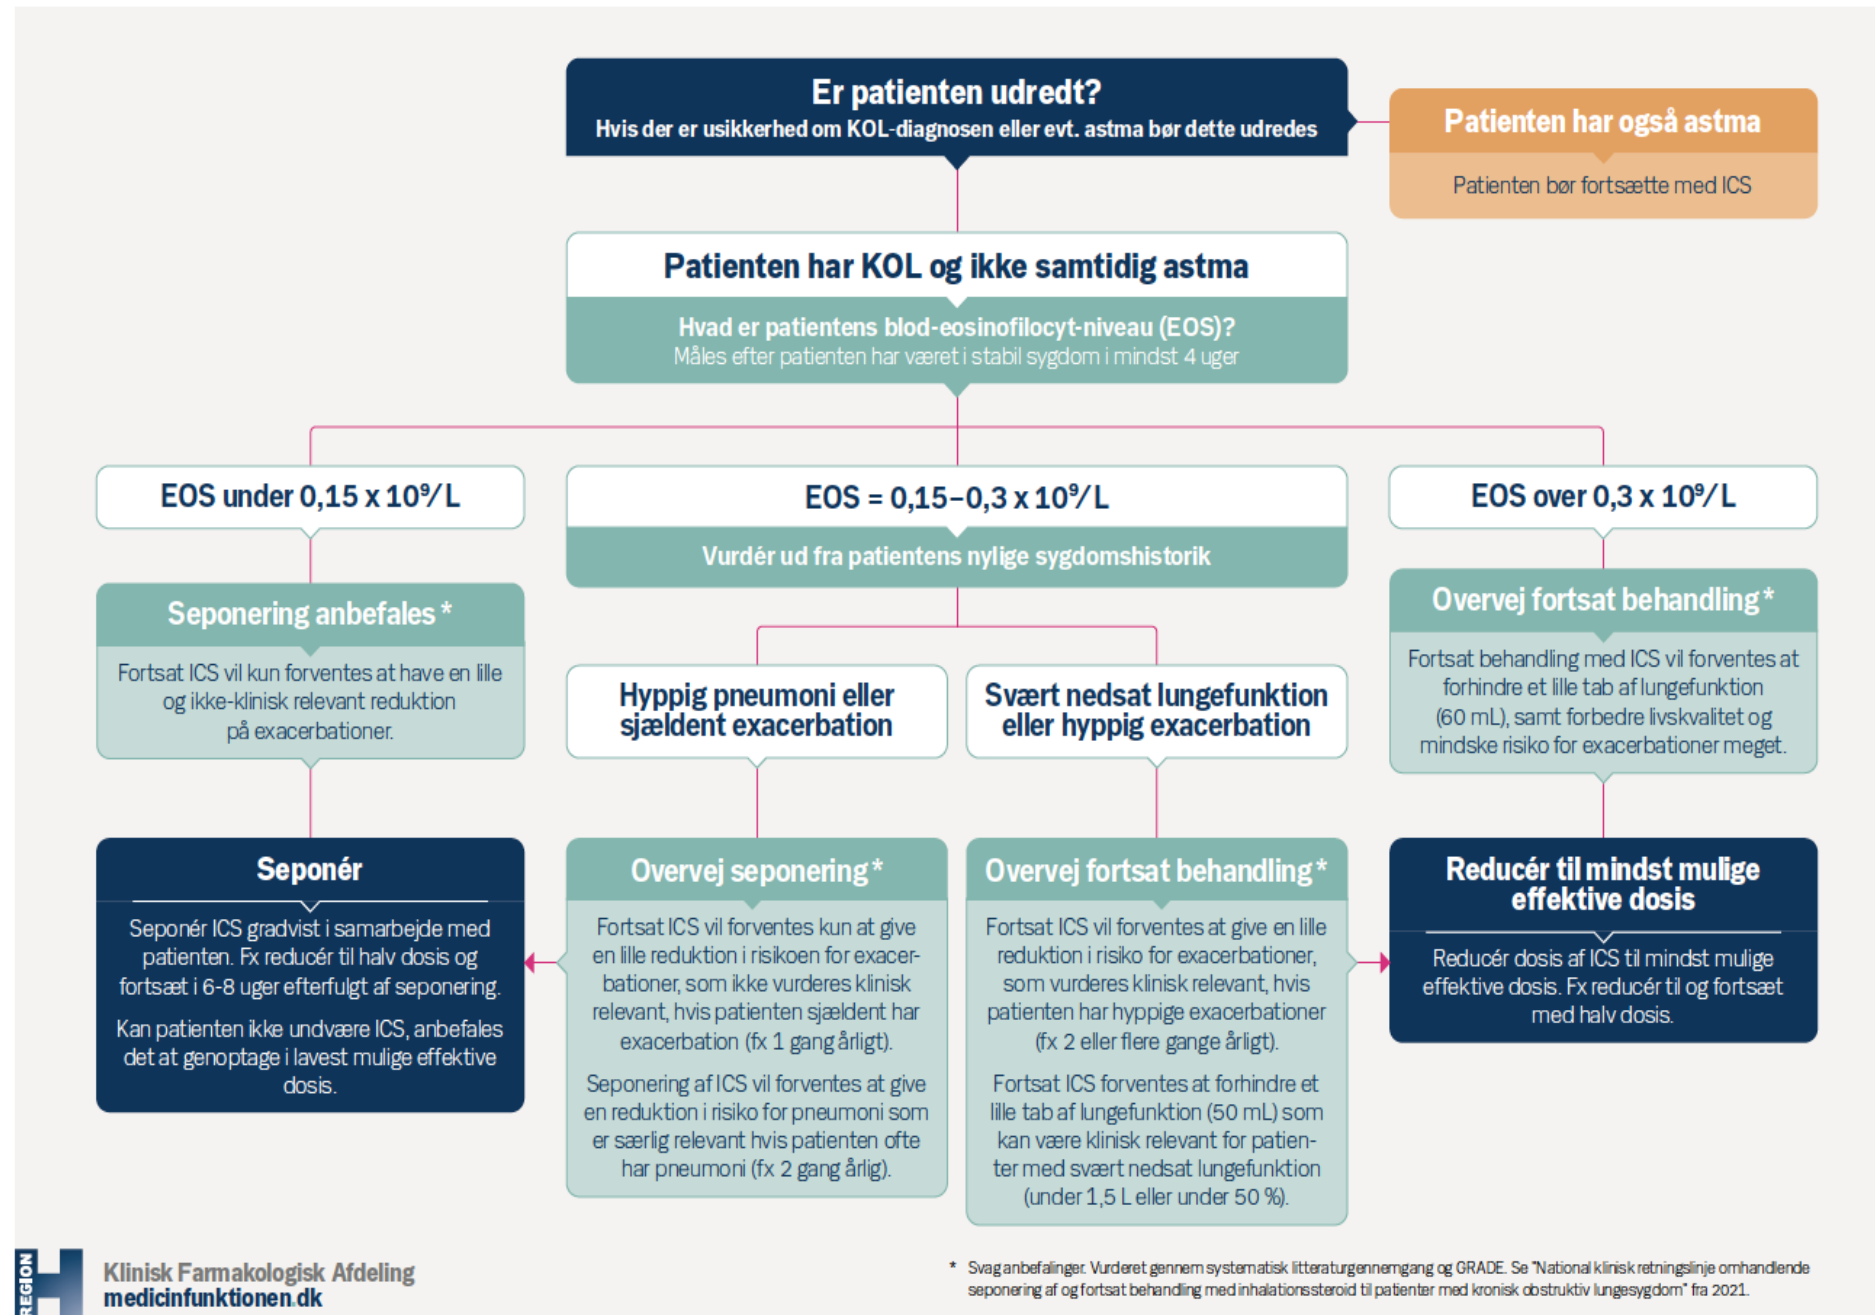 Er patienten udredt?
Hvis der er usikkerhed om KOL-diagnosen eller evt. astma bør dette udredes
Patienten har også astma
Patienten bør fortsætte med ICS
Patienten har KOL og ikke samtidig astma
Hvad er patientens blod-eosinofilocyt-niveau (EOS)?
Måles efter patienten har været i stabil sygdom i mindst 4 uger
EOS under 0,15 x 10⁹/L
Seponering anbefales *
Fortsat ICS vil kun forventes at have en lille
og ikke-klinisk relevant reduktion
på exacerbationer.
Seponér
Seponér ICS gradvist i samarbejde med
patienten. Fx reducér til halv dosis og
fortsæt i 6-8 uger efterfulgt af seponering.
Kan patienten ikke undvære ICS, anbefales
det at genoptage i lavest mulige effektive
dosis.
EOS = 0,15–0,3 x 10⁹/L
Vurdér ud fra patientens nylige sygdomshistorik
Hyppig pneumoni eller
sjældent exacerbation
Overvej seponering *
Fortsat ICS vil forventes kun at give
en lille reduktion i risikoen for exacer-
bationer, som ikke vurderes klinisk
relevant, hvis patienten sjældent har
exacerbation (fx 1 gang årligt).
Seponering af ICS vil forventes at give
en reduktion i risiko for pneumoni som
er særlig relevant hvis patienten ofte
har pneumoni (fx 2 gang årlig).
Svært nedsat lungefunktion
eller hyppig exacerbation
Overvej fortsat behandling *
Fortsat ICS vil forventes at give en lille
reduktion i risiko for exacerbationer,
som vurderes klinisk relevant, hvis
patienten har hyppige exacerbationer
(fx 2 eller flere gange årligt).
Fortsat ICS forventes at forhindre et
lille tab af lungefunktion (50 mL) som
kan være klinisk relevant for patien-
ter med svært nedsat lungefunktion
(under 1,5 L eller under 50 %).
EOS over 0,3 x 10⁹/L
Overvej fortsat behandling *
Fortsat behandling med ICS vil forventes at
forhindre et lille tab af lungefunktion
(60 mL), samt forbedre livskvalitet og
mindske risiko for exacerbationer meget.
Reducér til mindst mulige
effektive dosis
Reducér dosis af ICS til mindst mulige
effektive dosis. Fx reducér til og fortsæt
med halv dosis.
REGION
H
Klinisk Farmakologisk Afdeling
medicinfunktionen.dk
* Svag anbefalinger. Vurderet gennem systematisk litteraturgennemgang og GRADE. Se "National klinisk retningslinje omhandlende
seponering af og fortsat behandling med inhalationssteroid til patienter med kronisk obstruktiv lungesygdom" fra 2021.